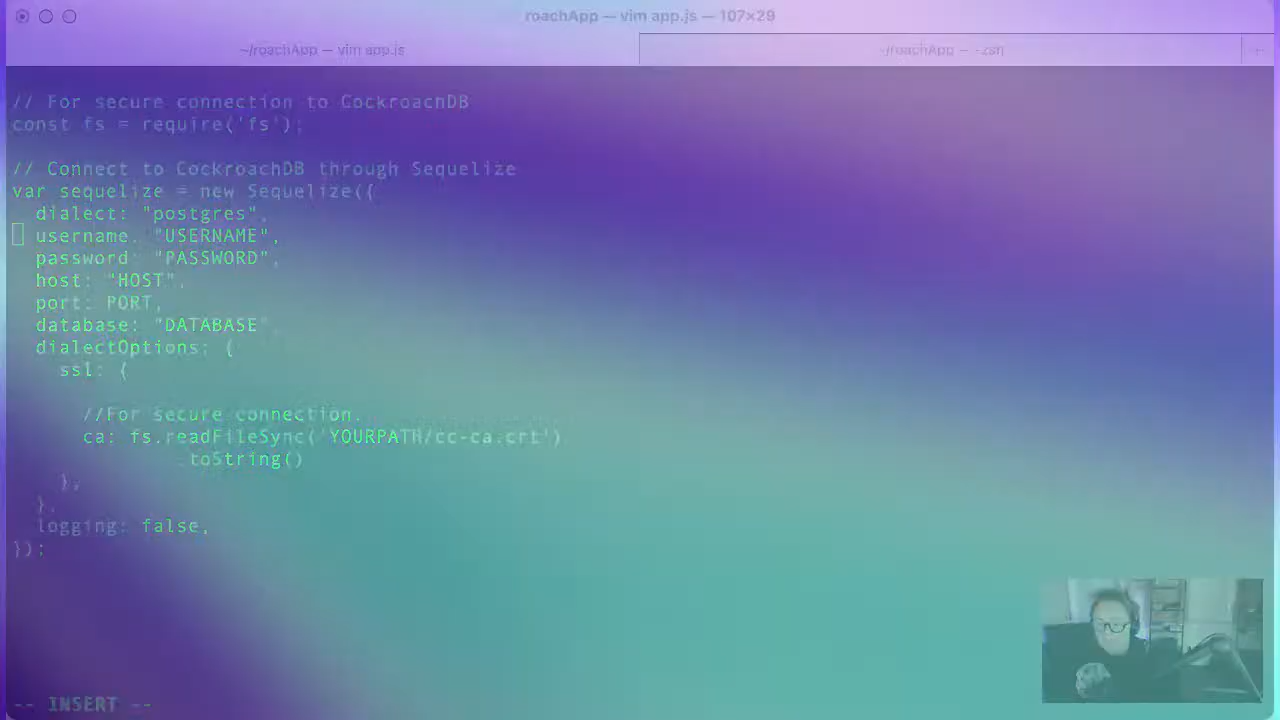 roachApp — vim app.js — 107×29
~/roachApp — vim app.js
~/roachApp — -zsh
// For secure connection to CockroachDB
const fs = require('fs');
// Connect to CockroachDB through Sequelize
var sequelize = new Sequelize({
dialect: "postgres",
username: "USERNAME",
password: "PASSWORD",
host: "HOST",
port: PORT,
database: "DATABASE",
dialectOptions: {
ssl: {
//For secure connection.
ca: fs.readFileSync('YOURPATH/cc-ca.crt')
.toString()
},
},
logging: false,
});
-- INSERT --